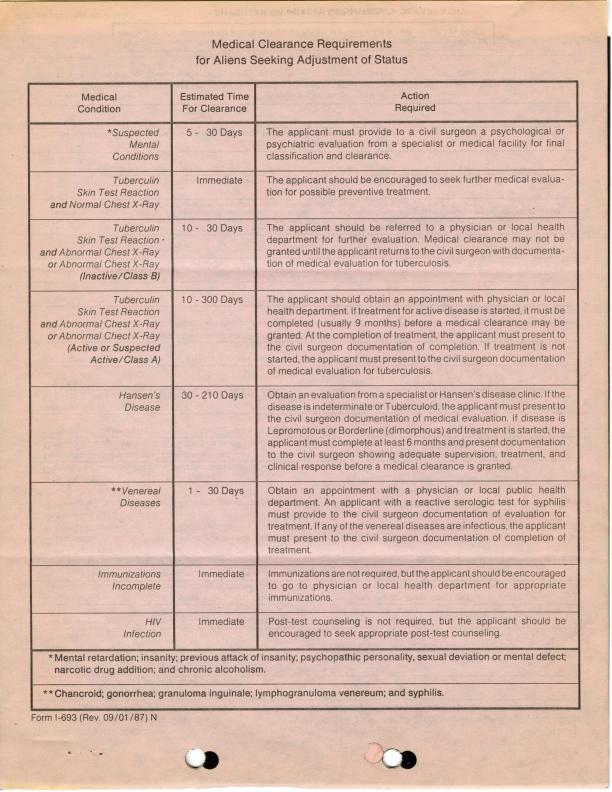 Medical Clearance Requirements
for Aliens Seeking Adjustment of Status
Medical
Condition
Estimated Time
For Clearance
Action
Required
*Suspected
Mental
Conditions
5 - 30 Days
The applicant must provide to a civil surgeon a psychological or
psychiatric evaluation from a specialist or medical facility for final
classification and clearance.
Tuberculin
Skin Test Reaction
and Normal Chest X-Ray
Immediate
The applicant should be encouraged to seek further medical evalua-
tion for possible preventive treatment.
Tuberculin
Skin Test Reaction
and Abnormal Chest X-Ray
or Abnormal Chest X-Ray
(Inactive/Class B)
10 - 30 Days
The applicant should be referred to a physician or local health
department for further evaluation. Medical clearance may not be
granted until the applicant returns to the civil surgeon with documenta-
tion of medical evaluation for tuberculosis.
Tuberculin
Skin Test Reaction
and Abnormal Chest X-Ray
or Abnormal Chect X-Ray
(Active or Suspected
Active/Class A)
10 - 300 Days
The applicant should obtain an appointment with physician or local
health department. If treatment for active disease is started, it must be
completed (usually 9 months) before a medical clearance may be
granted. At the completion of treatment, the applicant must present to
the civil surgeon documentation of completion. If treatment is not
started, the applicant must present to the civil surgeon documentation
of medical evaluation for tuberculosis.
Hansen's
Disease
30 - 210 Days
Obtain an evaluation from a specialist or Hansen's disease clinic. If the
disease is indeterminate or Tuberculoid, the applicant must present to
the civil surgeon documentation of medical evaluation. If disease is
Lepromotous or Borderline (dimorphous) and treatment is started, the
applicant must complete at least 6 months and present documentation
to the civil surgeon showing adequate supervision, treatment, and
clinical response before a medical clearance is granted.
**Venereal
Diseases
1 - 30 Days
Obtain an appointment with a physician or local public health
department. An applicant with a reactive serologic test for syphilis
must provide to the civil surgeon documentation of evaluation for
treatment. If any of the venereal diseases are infectious, the applicant
must present to the civil surgeon documentation of completion of
treatment.
Immunizations
Incomplete
Immediate
Immunizations are not required, but the applicant should be encouraged
to go to physician or local health department for appropriate
immunizations.
HIV
Infection
Immediate
Post-test counseling is not required, but the applicant should be
encouraged to seek appropriate post-test counseling.
*Mental retardation; insanity; previous attack of insanity; psychopathic personality, sexual deviation or mental defect;
narcotic drug addition; and chronic alcoholism.
**Chancroid; gonorrhea; granuloma inguinale; lymphogranuloma venereum; and syphilis.
Form I-693 (Rev. 09/01/87) N